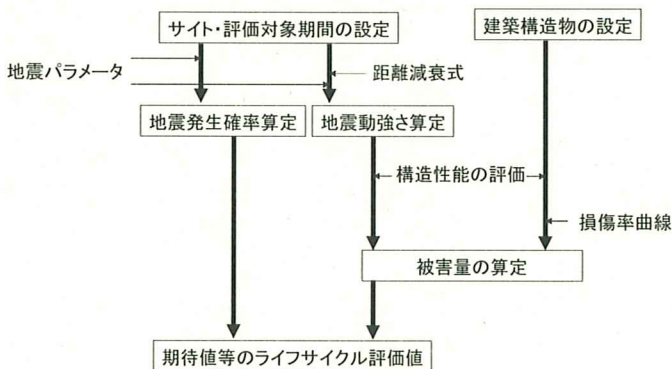 サイト・評価対象期間の設定
建築構造物の設定
地震パラメータ
距離減衰式
地震発生確率算定
地震動強さ算定
構造性能の評価
損傷率曲線
被害量の算定
期待値等のライフサイクル評価値